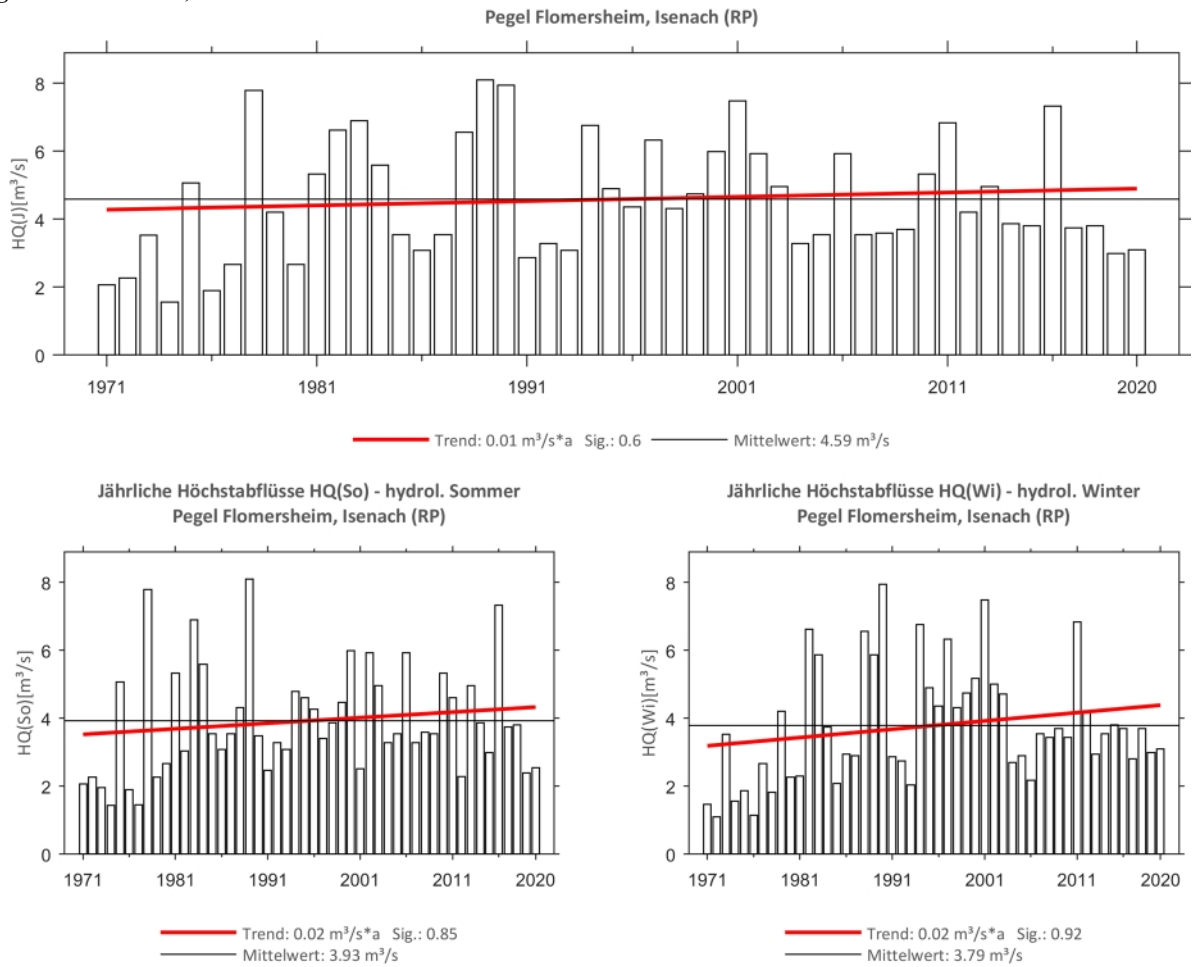 Pegel Flomersheim, Isenach (RP)
HQ(J)[m³/s]
8
6
4
2
0
1971 1981 1991 2001 2011 2020
Trend: 0.01 m³/s*a Sig.: 0.6 Mittelwert: 4.59 m³/s
Jährliche Höchstabflüsse HQ(So) - hydrol. Sommer
Pegel Flomersheim, Isenach (RP)
HQ(So)[m³/s]
8
6
4
2
0
1971 1981 1991 2001 2011 2020
Trend: 0.02 m³/s*a Sig.: 0.85
Mittelwert: 3.93 m³/s
Jährliche Höchstabflüsse HQ(Wi) - hydrol. Winter
Pegel Flomersheim, Isenach (RP)
HQ(Wi)[m³/s]
8
6
4
2
0
1971 1981 1991 2001 2011 2020
Trend: 0.02 m³/s*a Sig.: 0.92
Mittelwert: 3.79 m³/s